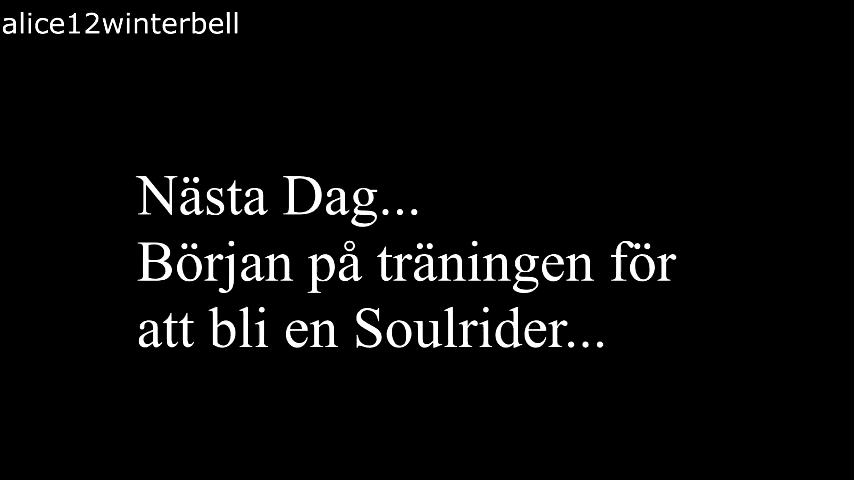 alice12winterbell
Nästa Dag...
Början på träningen för
att bli en Soulrider...